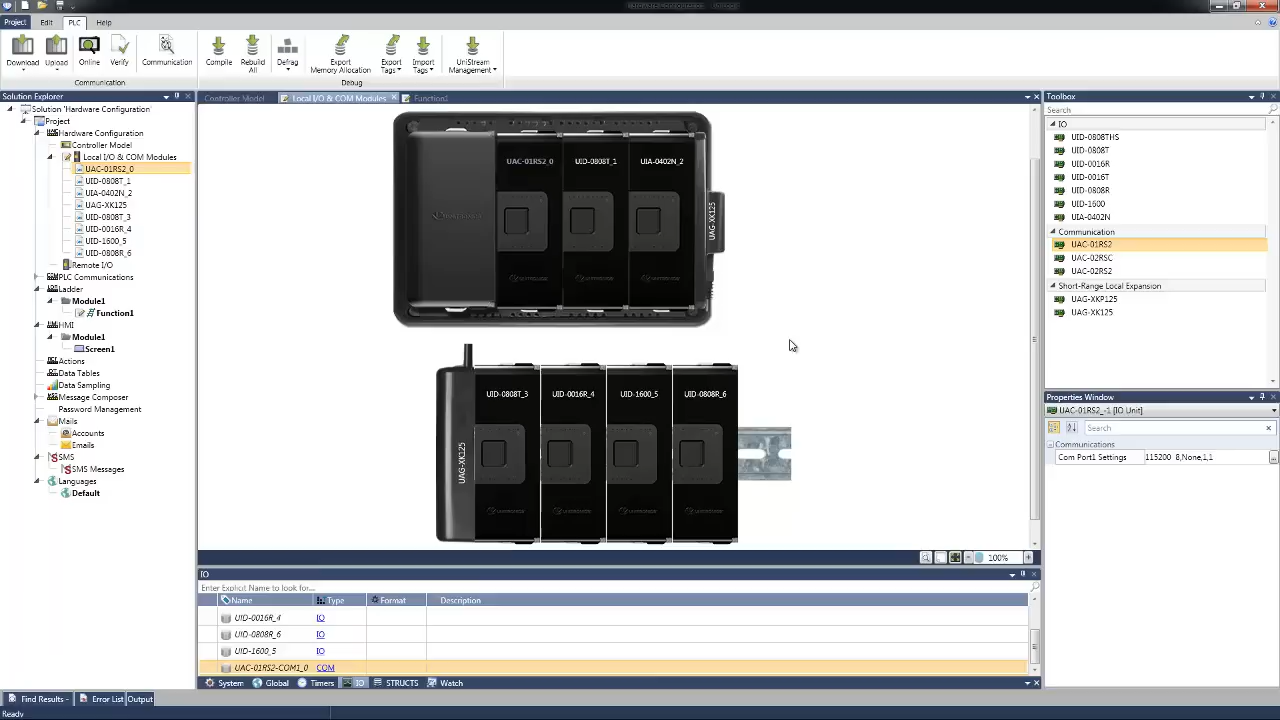 Project Edit PLC Help
Download Upload Online Verify Communication Compile Rebuild All Defrag Export Memory Allocation Export Tags Import Tags UniStream Management
Communication Debug
Solution Explorer
Controller Model Local I/O & COM Modules Function1
Toolbox
Solution 'Hardware Configuration'
Project
Hardware Configuration
Controller Model
Local I/O & COM Modules
UAC-01RS2_0
UID-0808T_1
UIA-0402N_2
UAG-XK125
UID-0808T_3
UID-0016R_4
UID-1600_5
UID-0808R_6
Remote I/O
PLC Communications
Ladder
Module1
Function1
HMI
Module1
Screen1
Actions
Data Tables
Data Sampling
Message Composer
Password Management
Mails
Accounts
Emails
SMS
SMS Messages
Languages
Default
UAC-01RS2_0 UID-0808T_1 UIA-0402N_2
UAG-XK125
UID-0808T_3 UID-0016R_4 UID-1600_5 UID-0808R_6
UAG-XK125
100%
Search
IO
UID-0808THS
UID-0808T
UID-0016R
UID-0016T
UID-0808R
UID-1600
UIA-0402N
Communication
UAC-01RS2
UAC-02RSC
UAC-02RS2
Short-Range Local Expansion
UAG-XKP125
UAG-XK125
Properties Window
UAC-01RS2_-1 [IO Unit]
Search
Communications
Com Port1 Settings 115200 8,None,1,1
IO
Enter Explicit Name to look for...
Name Type Format Description
UID-0016R_4 IO
UID-0808R_6 IO
UID-1600_5 IO
UAC-01RS2-COM1_0 COM
System Global Timers IO STRUCTS Watch
Find Results Error List Output
Ready